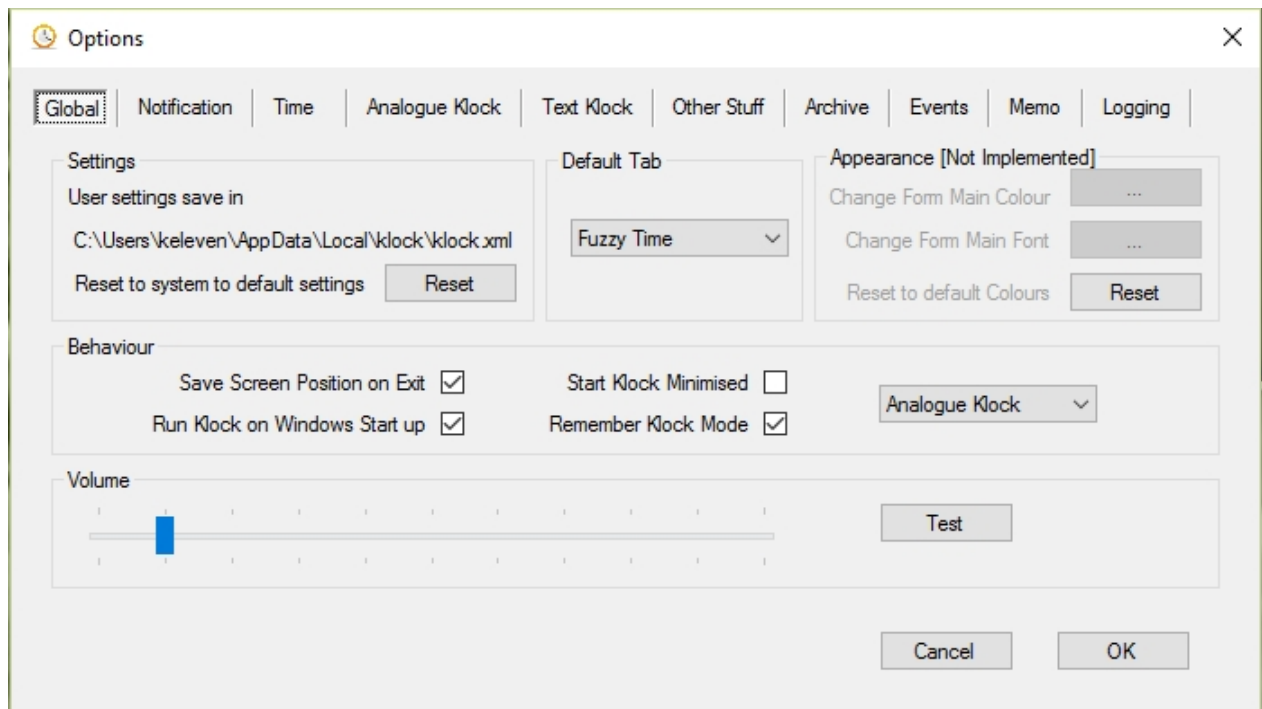 Options
Global Notification Time Analogue Klock Text Klock Other Stuff Archive Events Memo Logging
Settings
User settings save in
C:\Users\keleven\AppData\Local\klock\klock.xml
Reset to system to default settings Reset
Default Tab
Fuzzy Time
Appearance [Not Implemented]
Change Form Main Colour ...
Change Form Main Font ...
Reset to default Colours Reset
Behaviour
Save Screen Position on Exit Start Klock Minimised
Analogue Klock
Run Klock on Windows Start up Remember Klock Mode
Volume
Test
Cancel OK